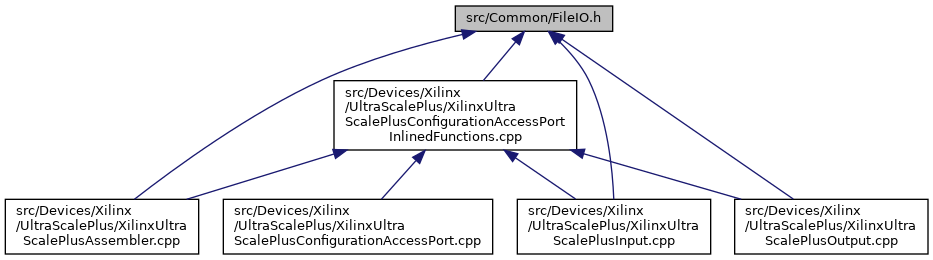 src/Common/FileIO.h
src/Devices/Xilinx
/UltraScalePlus/XilinxUltra
ScalePlusConfigurationAccessPort
InlinedFunctions.cpp
src/Devices/Xilinx
/UltraScalePlus/XilinxUltra
ScalePlusAssembler.cpp
src/Devices/Xilinx
/UltraScalePlus/XilinxUltra
ScalePlusConfigurationAccessPort.cpp
src/Devices/Xilinx
/UltraScalePlus/XilinxUltra
ScalePlusInput.cpp
src/Devices/Xilinx
/UltraScalePlus/XilinxUltra
ScalePlusOutput.cpp